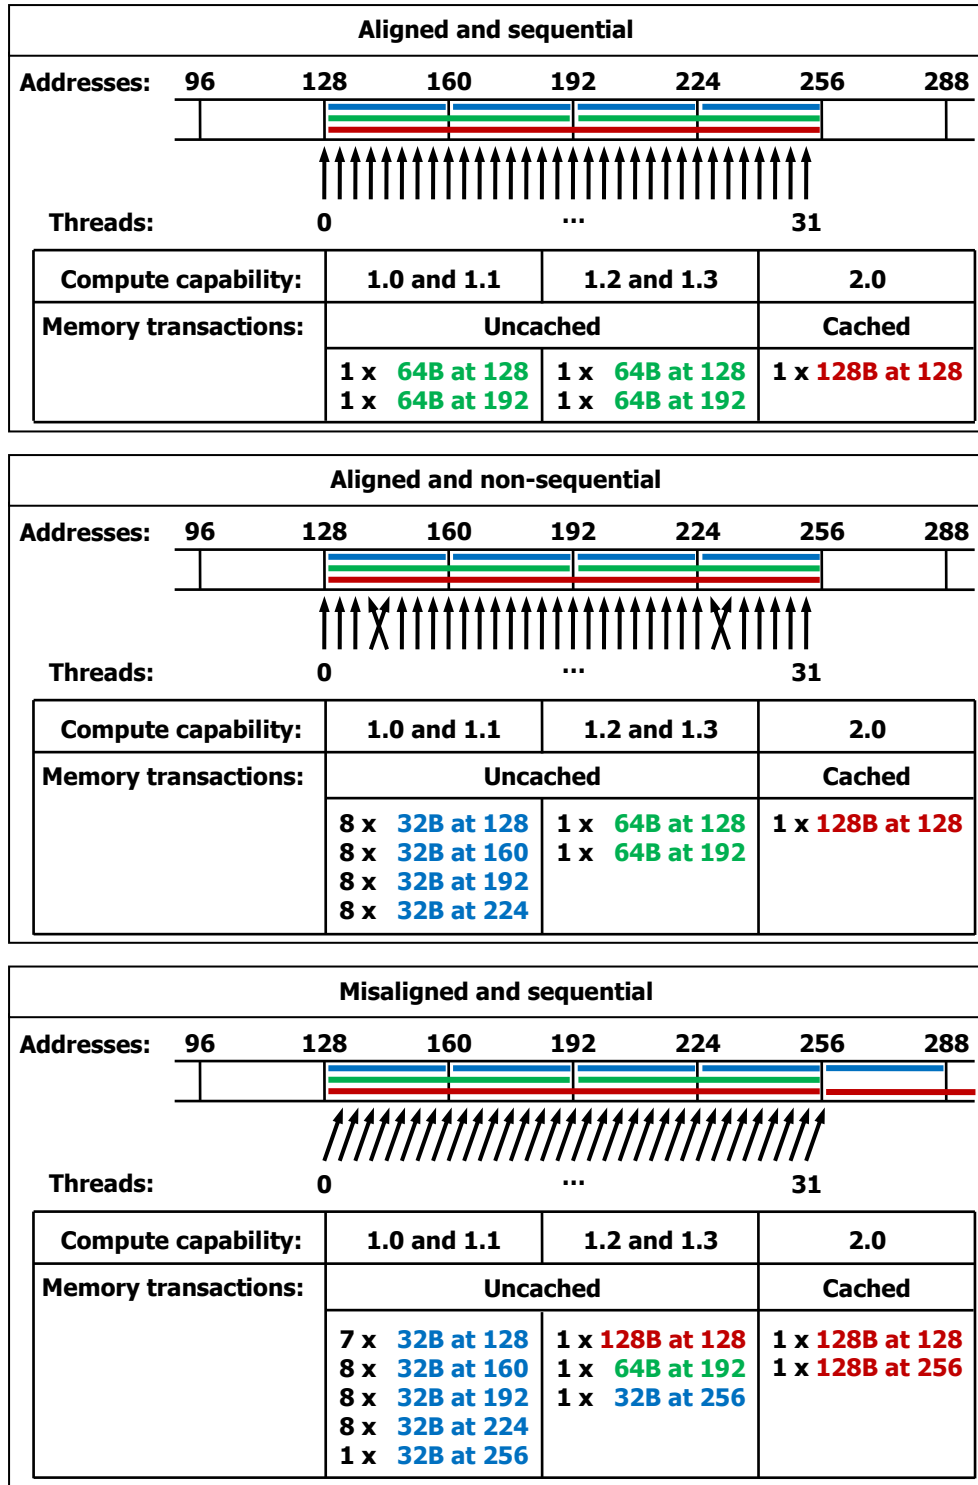 Aligned and sequential
Addresses: 96 128 160 192 224 256 288
Threads: 0 ... 31
Compute capability: 1.0 and 1.1 1.2 and 1.3 2.0
Memory transactions: Uncached Cached
1 x 64B at 128 1 x 64B at 128 1 x 128B at 128
1 x 64B at 192 1 x 64B at 192
Aligned and non-sequential
Addresses: 96 128 160 192 224 256 288
Threads: 0 ... 31
Compute capability: 1.0 and 1.1 1.2 and 1.3 2.0
Memory transactions: Uncached Cached
8 x 32B at 128 1 x 64B at 128 1 x 128B at 128
8 x 32B at 160 1 x 64B at 192
8 x 32B at 192
8 x 32B at 224
Misaligned and sequential
Addresses: 96 128 160 192 224 256 288
Threads: 0 ... 31
Compute capability: 1.0 and 1.1 1.2 and 1.3 2.0
Memory transactions: Uncached Cached
7 x 32B at 128 1 x 128B at 128 1 x 128B at 128
8 x 32B at 160 1 x 64B at 192 1 x 128B at 256
8 x 32B at 192 1 x 32B at 256
8 x 32B at 224
1 x 32B at 256